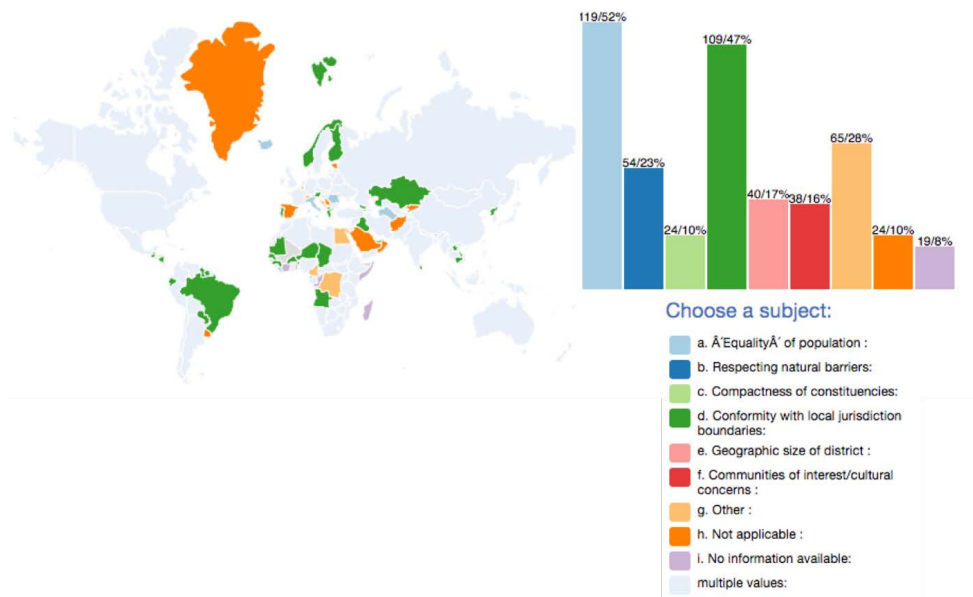 119/52%
54/23%
24/10%
109/47%
40/17%
38/16%
65/28%
24/10%
19/8%
Choose a subject:
a. Â´EqualityÂ´ of population :
b. Respecting natural barriers:
c. Compactness of constituencies:
d. Conformity with local jurisdiction
boundaries:
e. Geographic size of district :
f. Communities of interest/cultural
concerns :
g. Other :
h. Not applicable :
i. No information available:
multiple values: